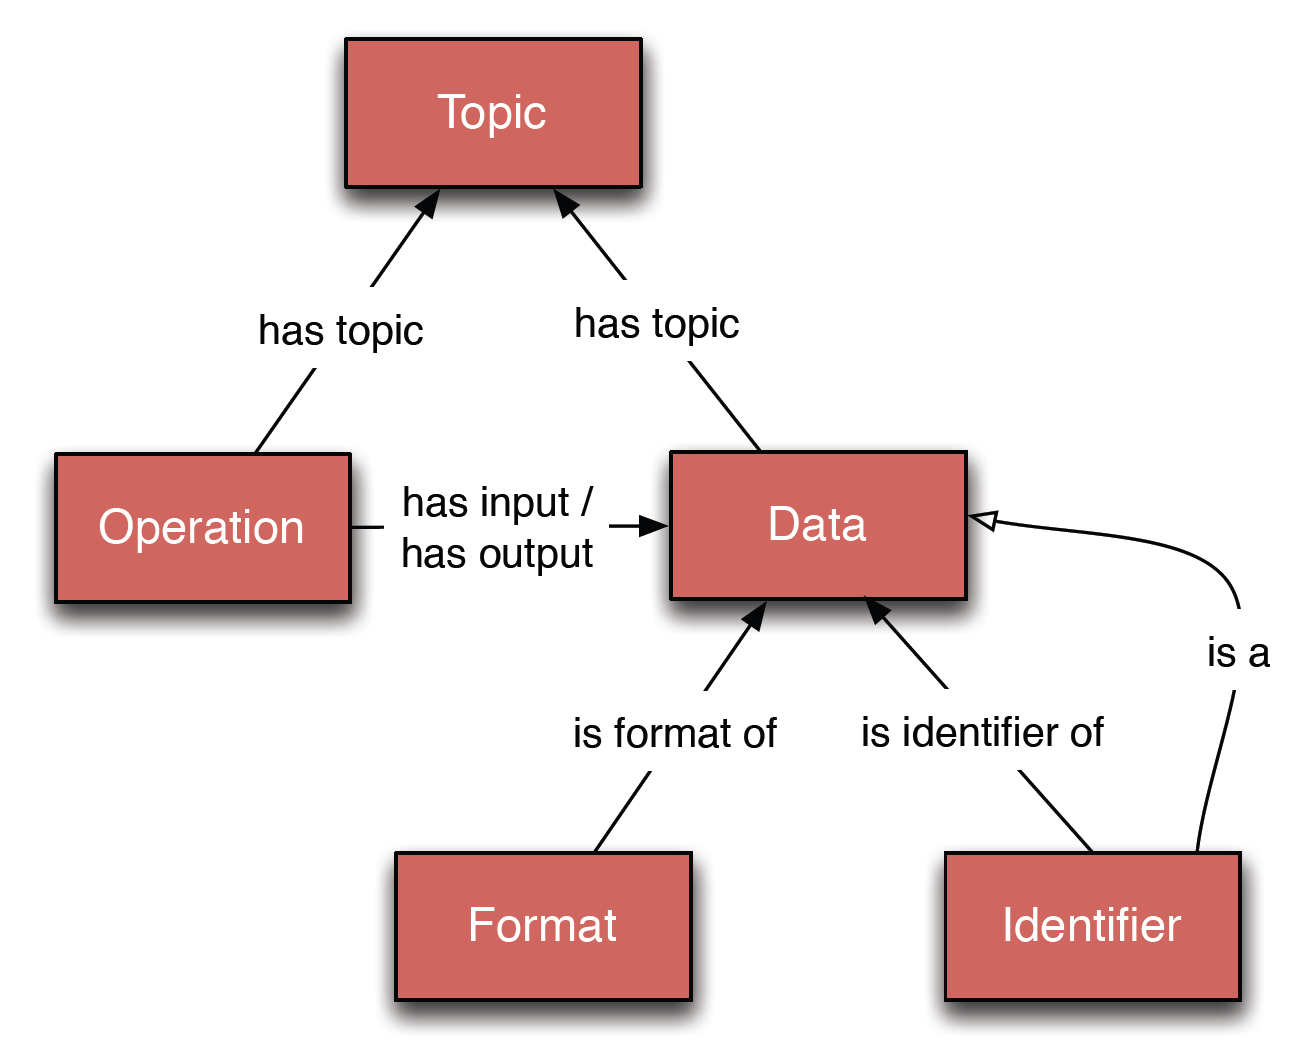 Topic
has topic
has topic
Operation
has input /
has output
Data
is a
is format of
is identifier of
Format
Identifier